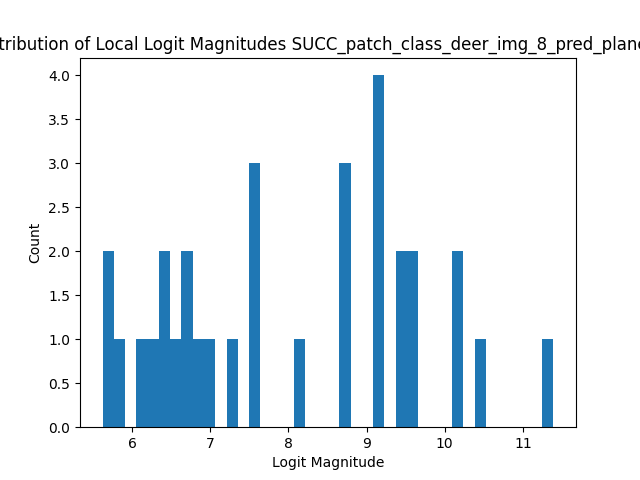 tribution of Local Logit Magnitudes SUCC_patch_class_deer_img_8_pred_plane
4.0
3.5
3.0
2.5
2.0
1.5
1.0
0.5
0.0
Count
6 7 8 9 10 11
Logit Magnitude